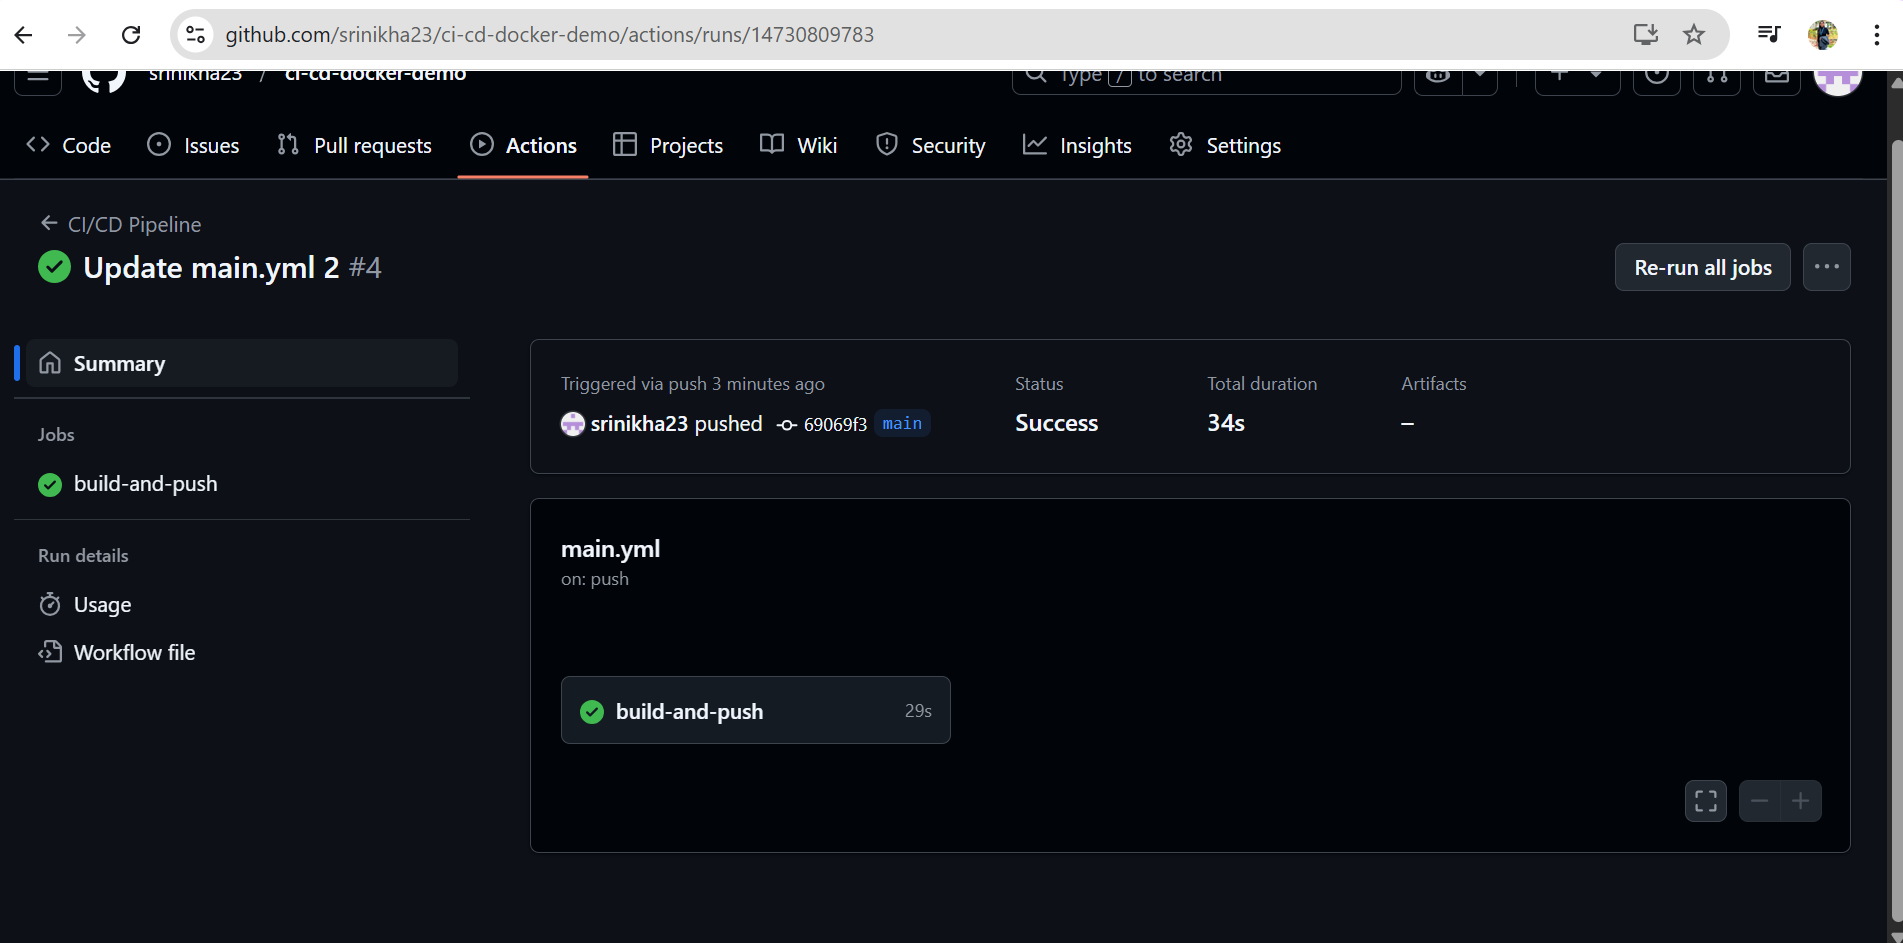 github.com/srinikha23/ci-cd-docker-demo/actions/runs/14730809783
srinikha23 / ci-cd-docker-demo
Type / to search
Code Issues Pull requests Actions Projects Wiki Security Insights Settings
CI/CD Pipeline
Update main.yml 2 #4
Re-run all jobs
Summary
Jobs
build-and-push
Run details
Usage
Workflow file
Triggered via push 3 minutes ago
srinikha23 pushed 69069f3 main
Status
Success
Total duration
34s
Artifacts
–
main.yml
on: push
build-and-push 29s